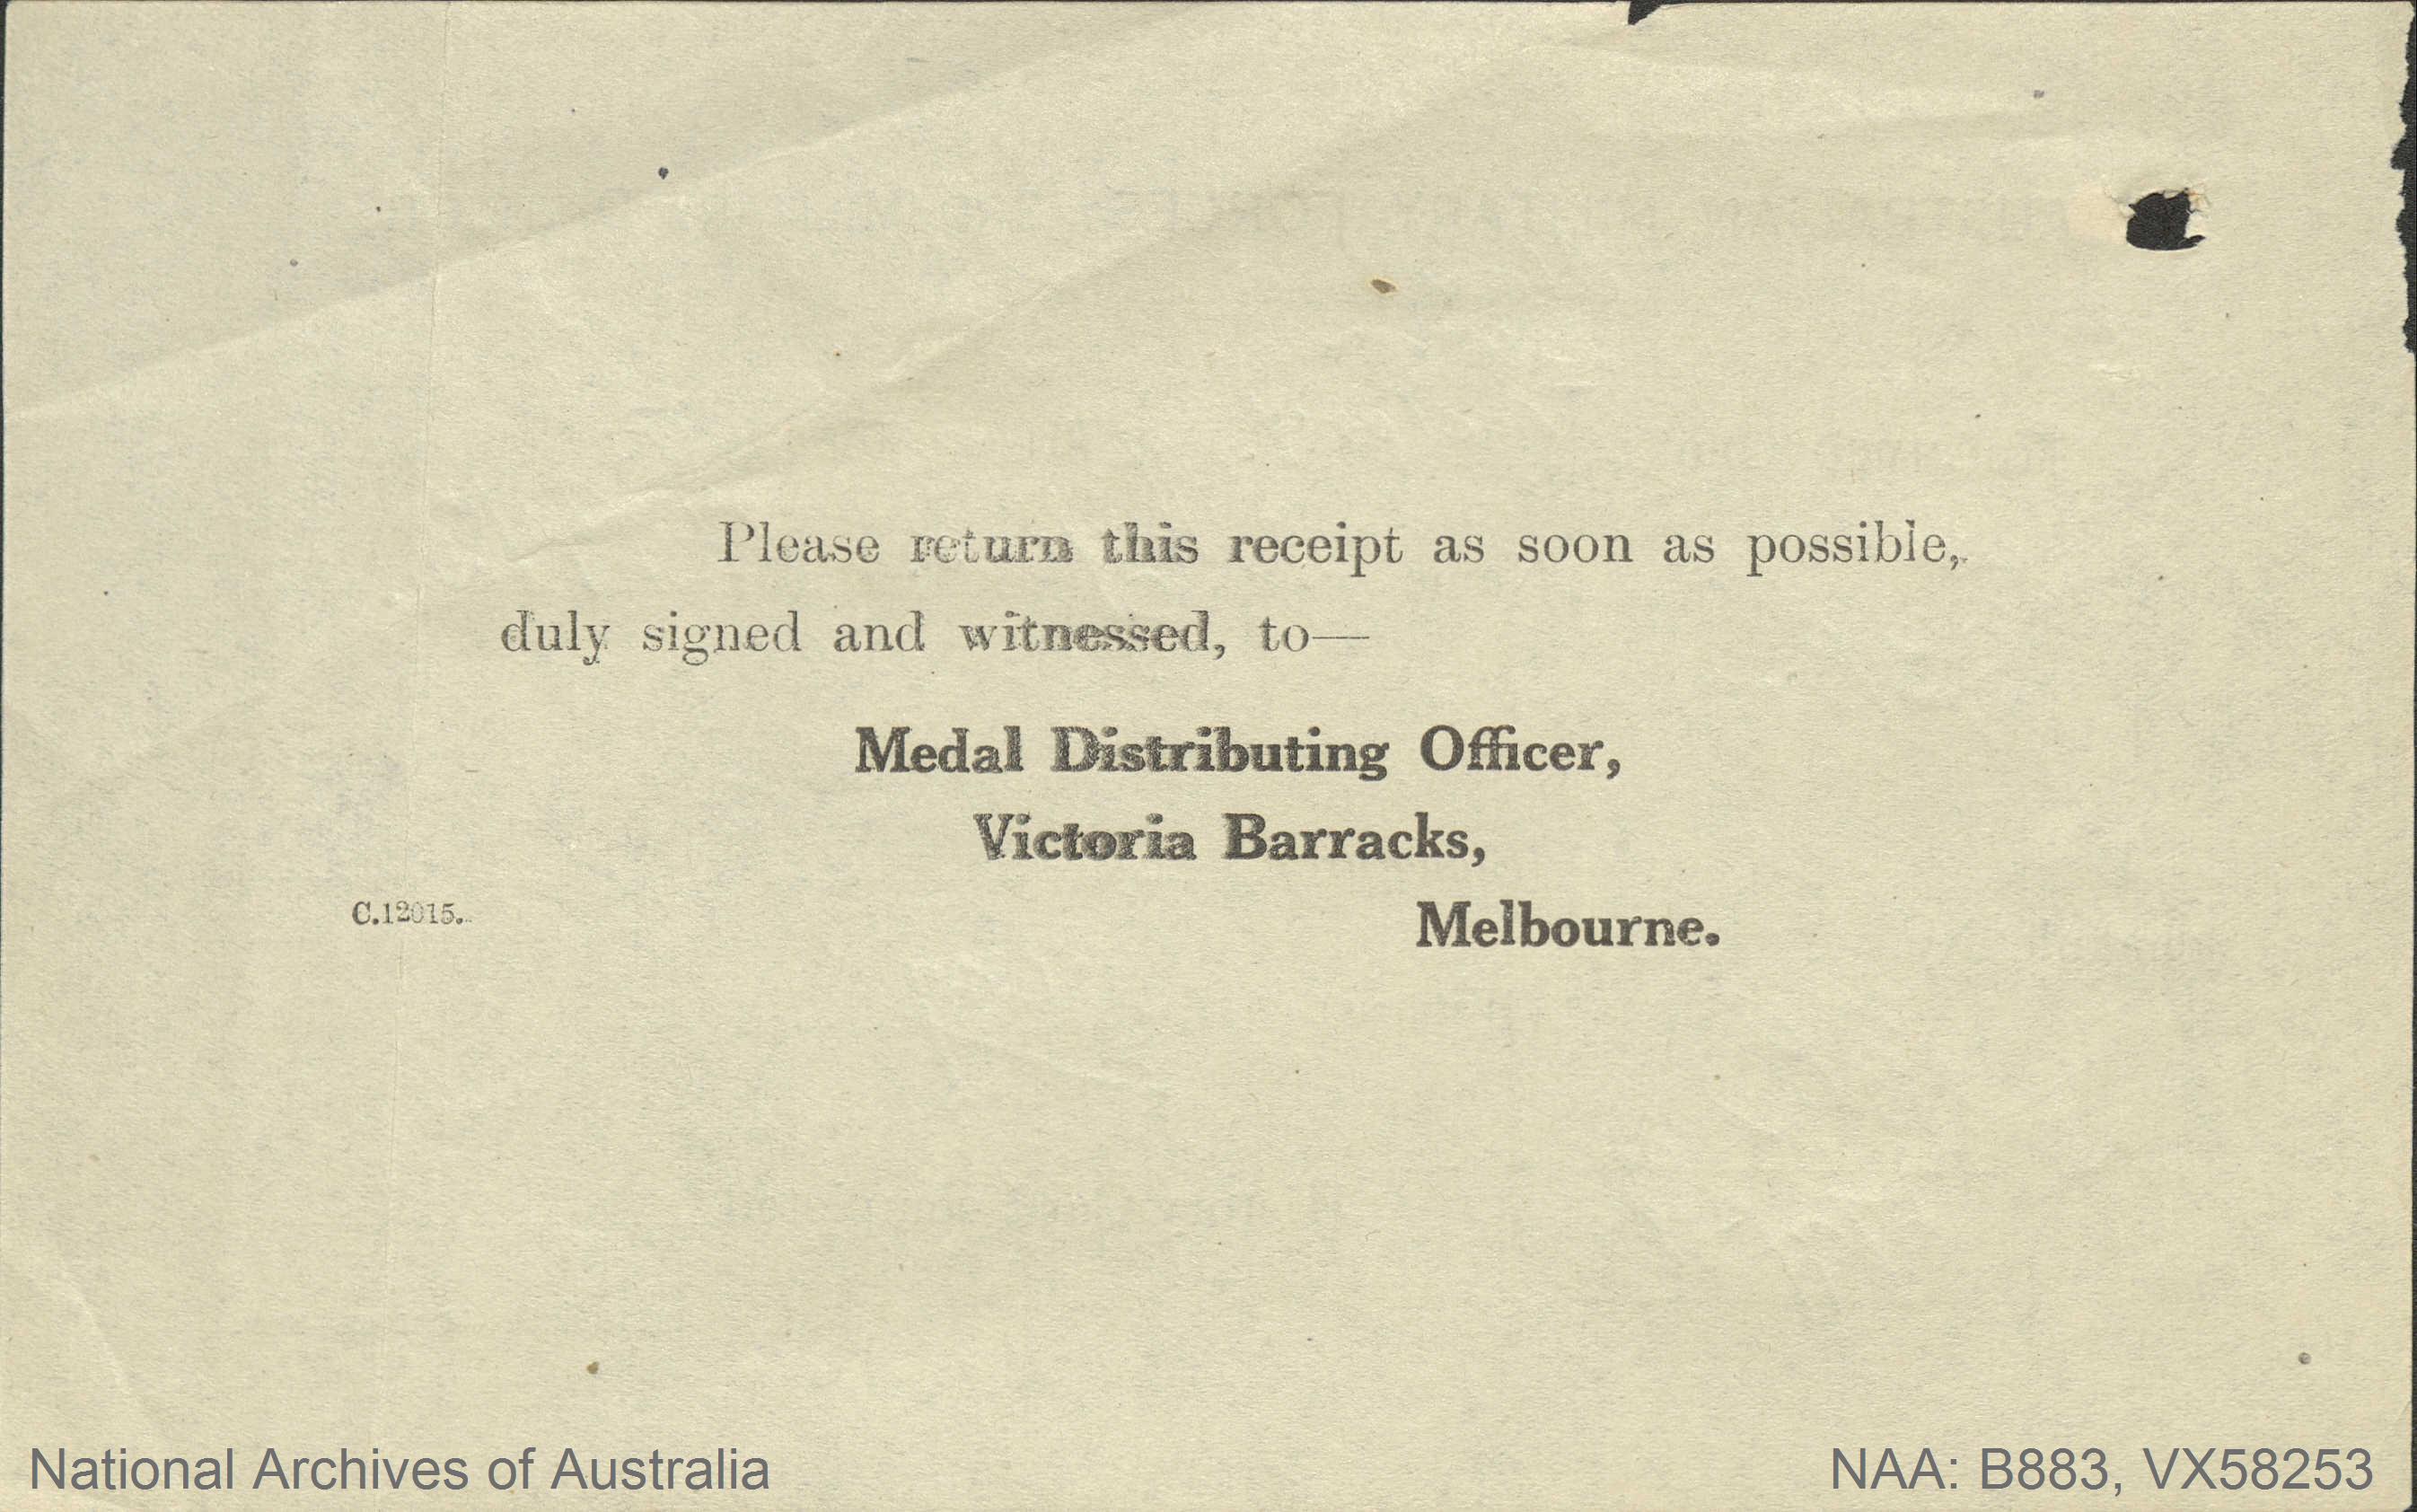 Please return this receipt as soon as possible,
duly signed and witnessed, to—
Medal Distributing Officer,
Victoria Barracks,
C.12015.
Melbourne.
National Archives of Australia
NAA: B883, VX58253